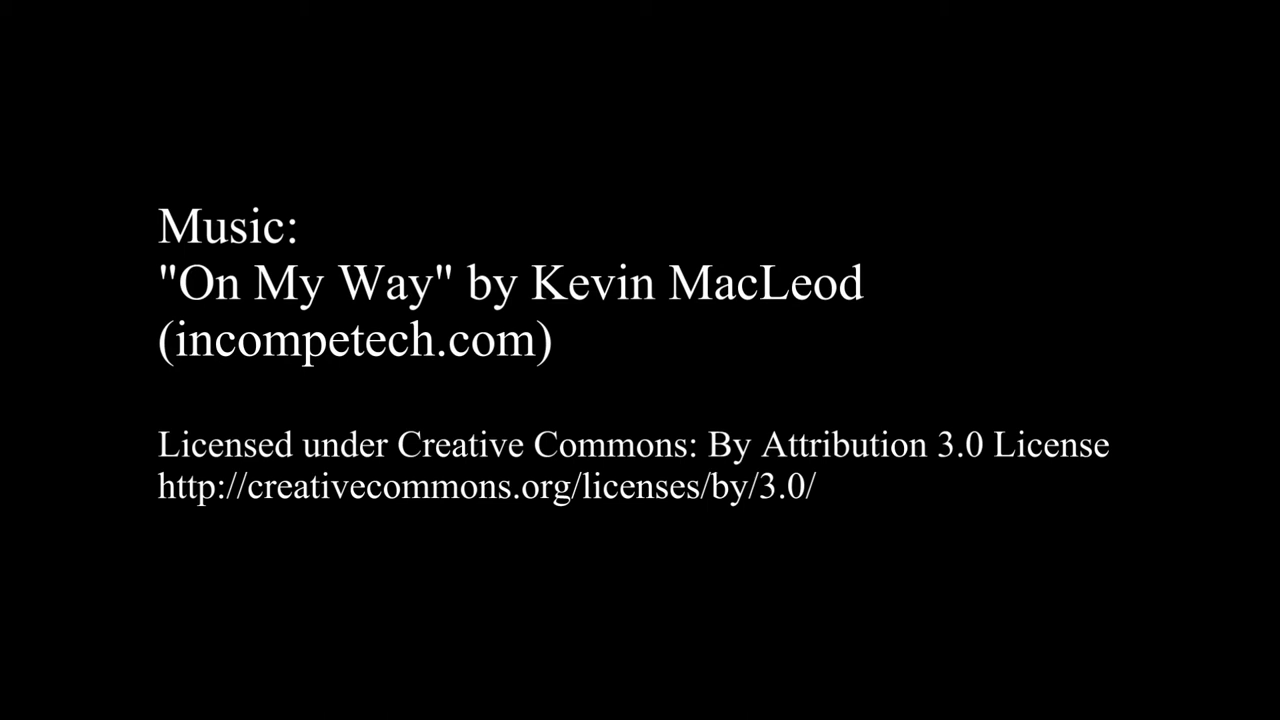 Music:
"On My Way" by Kevin MacLeod
(incompetech.com)
Licensed under Creative Commons: By Attribution 3.0 License
http://creativecommons.org/licenses/by/3.0/